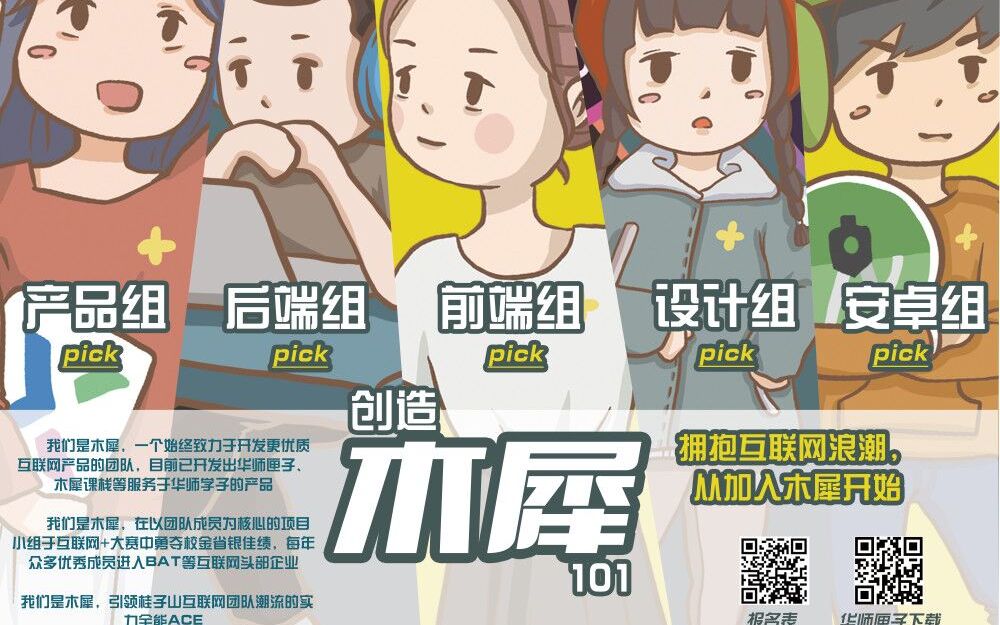 产品组
pick
后端组
pick
前端组
pick
设计组
pick
安卓组
pick
创造
木犀
101
我们是木犀，一个始终致力于开发更优质
互联网产品的团队，目前已开发出华师匣子、
木犀课栈等服务于华师学子的产品
我们是木犀，在以团队成员为核心的项目
小组于互联网+大赛中勇夺校金省银佳绩，每年
众多优秀成员进入BAT等互联网头部企业
我们是木犀，引领桂子山互联网团队潮流的实
力全能ACE
拥抱互联网浪潮，
从加入木犀开始
报名表
华师匣子下载